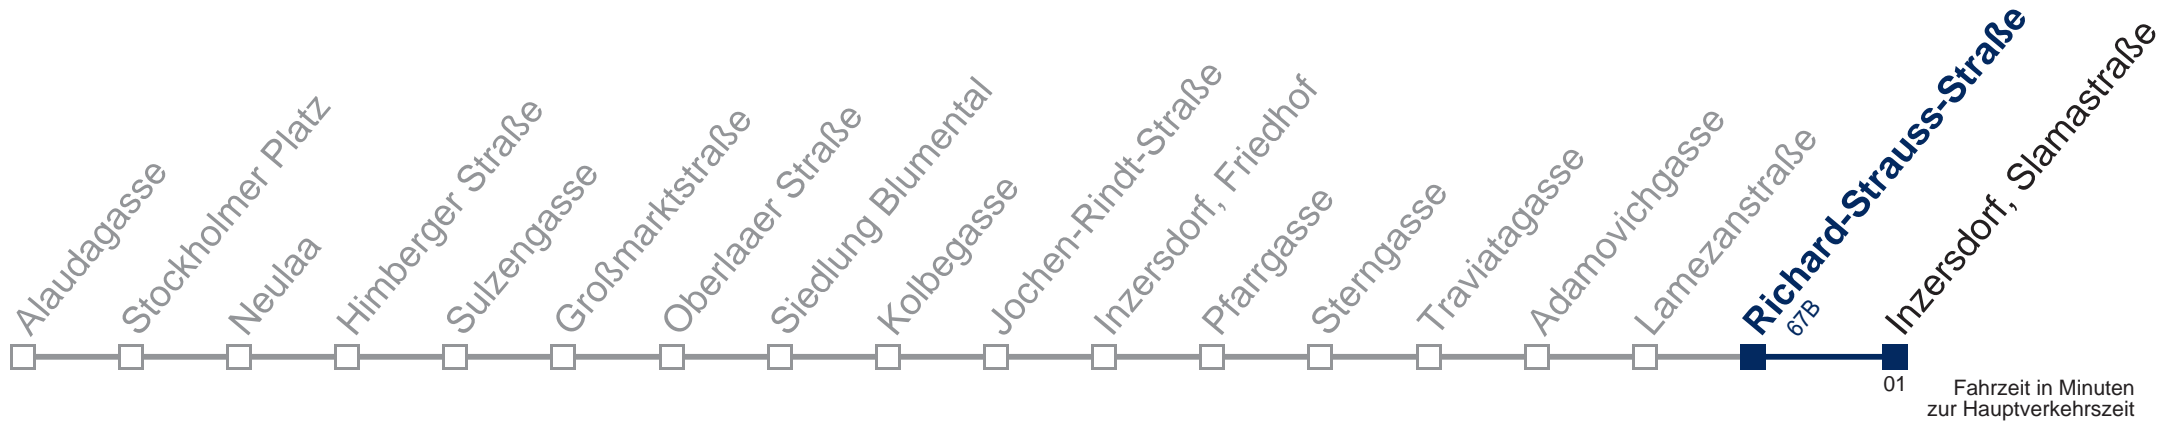 Alaudagasse
Stockholmer Platz
Neulaa
Himberger Straße
Sulzengasse
Großmarktstraße
Oberlaaer Straße
Siedlung Blumental
Kolbegasse
Jochen-Rindt-Straße
Inzersdorf, Friedhof
Pfarrgasse
Sterngasse
Traviatagasse
Adamovichgasse
Lamezanstraße
Richard-Strauss-Straße
67B
Inzersdorf, Slamastraße
01
Fahrzeit in Minuten
zur Hauptverkehrszeit